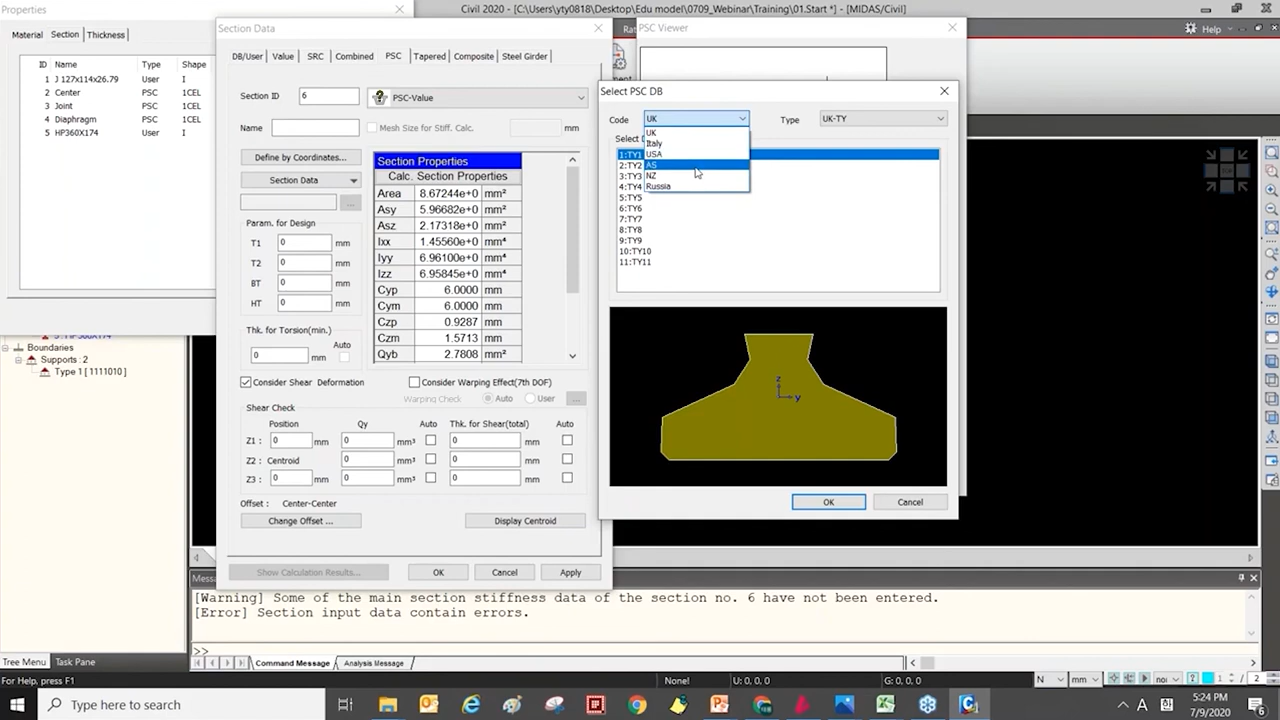 Properties
Civil 2020 - [C:\Users\yty0818\Desktop\Edu model\0709_Webinar\Training\01.Start *] - [MIDAS/Civil]
Help
Material Section Thickness
ID Name Type Shape
1 J 127x114x26.79 User I
2 Center PSC 1CEL
3 Joint PSC 1CEL
4 Diaphragm PSC 1CEL
5 HP360X174 User I
Boundaries
Supports : 2
Type 1 [ 1111010 ]
Tree Menu Task Pane
Section Data
DB/User Value SRC Combined PSC Tapered Composite Steel Girder
Section ID 6 PSC-Value
Name Mesh Size for Stiff. Calc. mm
Define by Coordinates...
Section Data
...
Param. for Design
T1 0 mm
T2 0 mm
BT 0 mm
HT 0 mm
Thk. for Torsion(min.)
Auto
0 mm
Section Properties
Calc. Section Properties
Area 8.67244e+0 mm²
Asy 5.96682e+0 mm²
Asz 2.17318e+0 mm²
Ixx 1.45560e+0 mm⁴
Iyy 6.96100e+0 mm⁴
Izz 6.95845e+0 mm⁴
Cyp 6.0000 mm
Cym 6.0000 mm
Czp 0.9287 mm
Czm 1.5713 mm
Qyb 2.7808 mm²
Consider Shear Deformation Consider Warping Effect(7th DOF)
Warping Check Auto User ...
Shear Check
Position Qy Auto Thk. for Shear(total) Auto
Z1 : 0 mm 0 mm³ 0 mm
Z2 : Centroid 0 mm³ 0 mm
Z3 : 0 mm 0 mm³ 0 mm
Offset : Center-Center
Change Offset ... Display Centroid
Show Calculation Results... OK Cancel Apply
PSC Viewer
Select PSC DB
Code UK Type UK-TY
UK
Italy
USA
AS
NZ
Russia
1:TY1
2:TY2
3:TY3
4:TY4
5:TY5
6:TY6
7:TY7
8:TY8
9:TY9
10:TY10
11:TY11
z
y
OK Cancel
[Warning] Some of the main section stiffness data of the section no. 6 have not been entered.
[Error] Section input data contain errors.
>>
Command Message Analysis Message
For Help, press F1 None! U: 0, 0, 0 G: 0, 0, 0 N mm
Type here to search
A
5:24 PM
7/9/2020